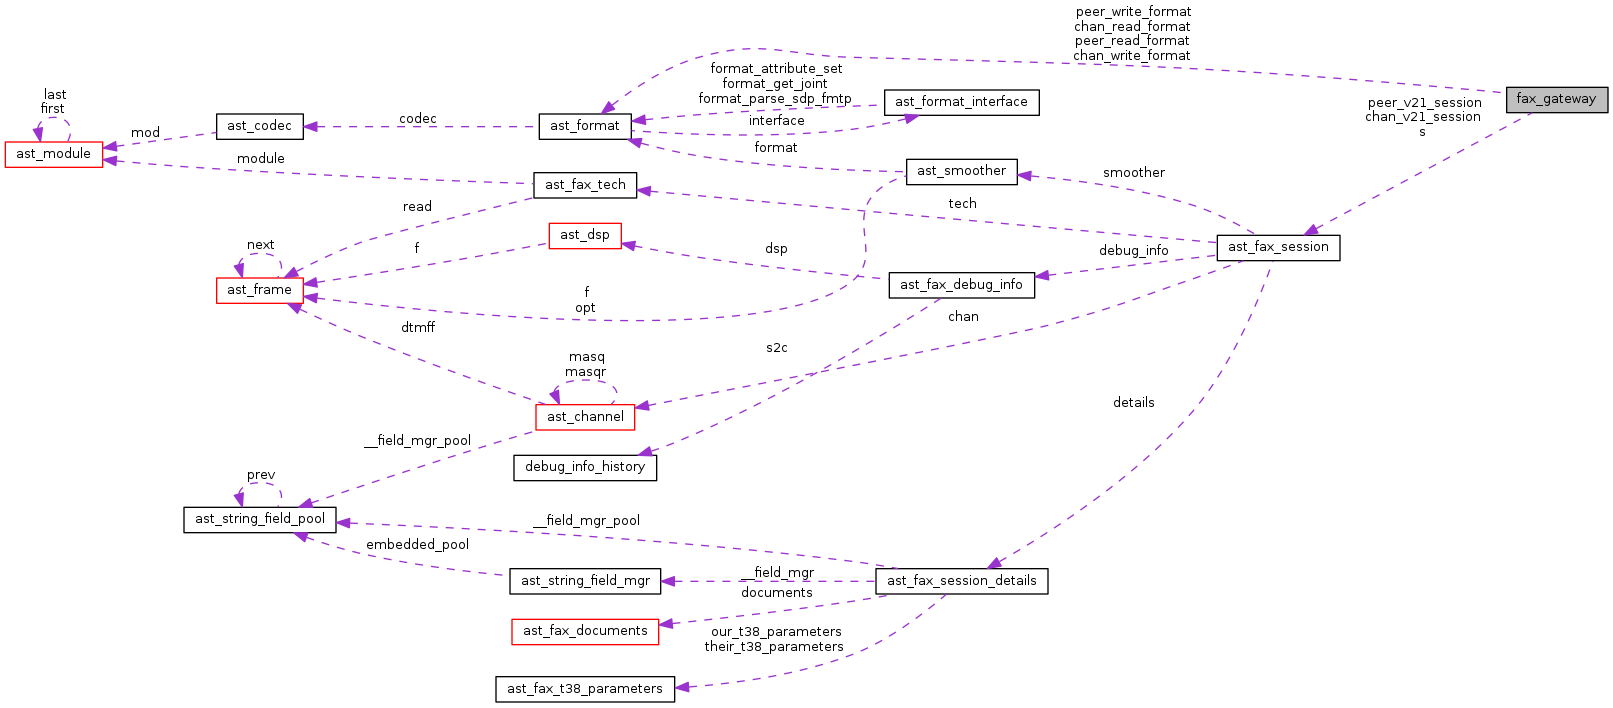 peer_write_format
chan_read_format
peer_read_format
chan_write_format
format_attribute_set
format_get_joint
format_parse_sdp_fmtp
last
first
fax_gateway
ast_format_interface
peer_v21_session
chan_v21_session
s
codec
interface
ast_codec
ast_format
mod
format
ast_module
module
ast_smoother
smoother
ast_fax_tech
read
tech
ast_dsp
next
f
dsp
debug_info
ast_fax_session
ast_frame
ast_fax_debug_info
f
opt
chan
dtmff
s2c
masq
masqr
details
ast_channel
__field_mgr_pool
debug_info_history
prev
ast_string_field_pool
__field_mgr_pool
embedded_pool
__field_mgr
ast_string_field_mgr
ast_fax_session_details
documents
ast_fax_documents
our_t38_parameters
their_t38_parameters
ast_fax_t38_parameters